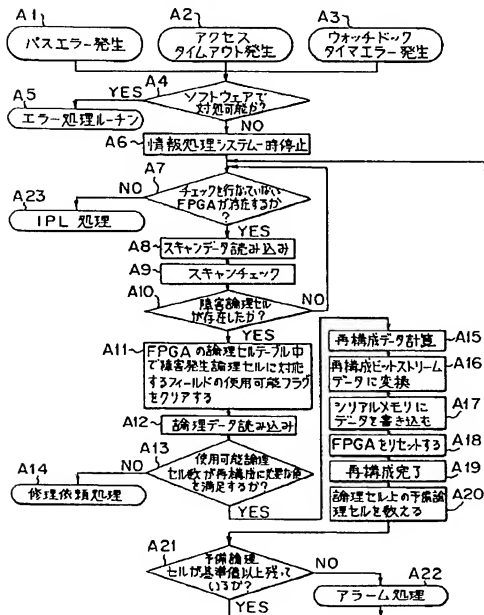 A1
バスエラー発生
A2
アクセス
タイムアウト発生
A3
ウォッチドック
タイマエラー発生
A4
ソフトウェアで
対処可能か?
YES
NO
A5
エラー処理ルーチン
A6
情報処理システム一時停止
A7
チェックを行なっていない
FPGAが存在するか
?
NO
YES
A23
IPL 処理
A8
スキャンデータ読み込み
A9
スキャンチェック
A10
障害論理セル
が存在したか?
NO
YES
A11
FPGAの論理セルテーブル中
で障害発生論理セルに対応
するフィールドの使用可能フラグ
をクリアする
A12
論理データ読み込み
A13
使用可能論理
セル数が再構成に必要な値
を満足するか?
NO
YES
A14
修理依頼処理
再構成データ計算
A15
再構成ビットストリーム
データに変換
A16
シリアルメモリに
データを書き込む
A17
FPGAをリセットする
A18
再構成完了
A19
論理セル上の予備論
理セルを数える
A20
A21
予備論理
セルが基準値以上残って
いるか?
NO
YES
A22
アラーム処理